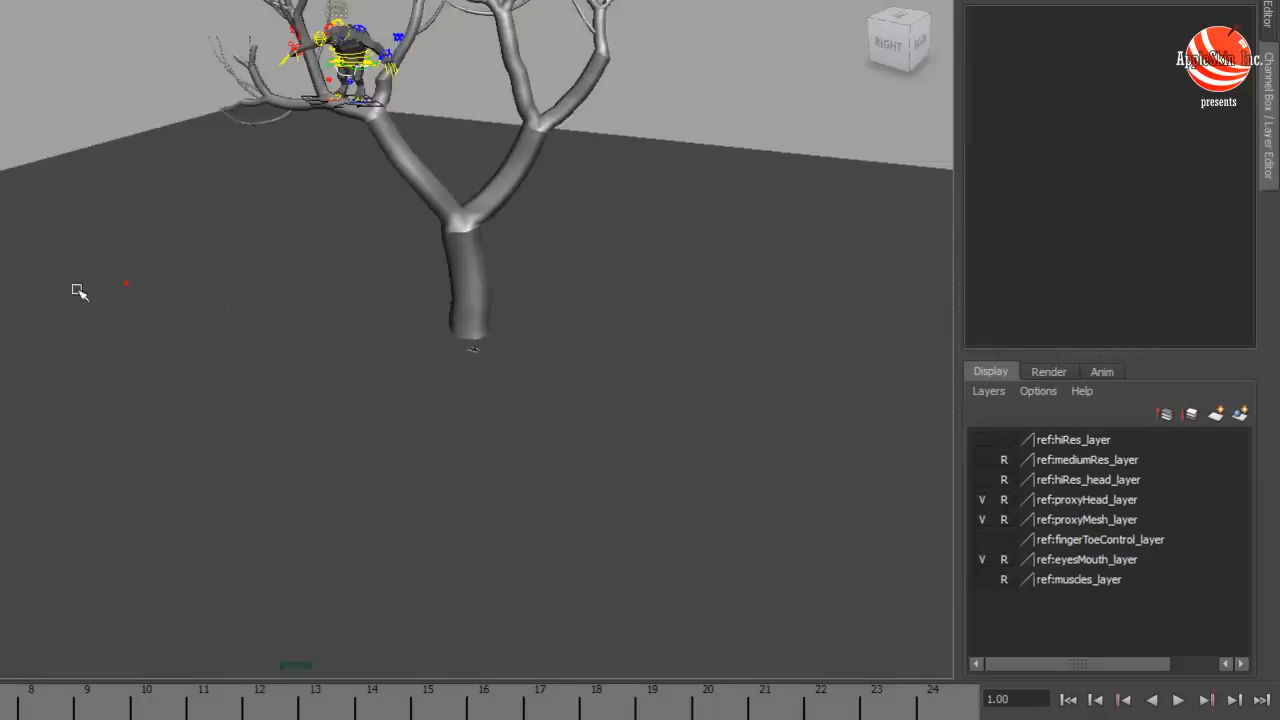 Editor
Channel Box / Layer Editor
RIGHT
BACK
AppleSkin Inc.
presents
Display Render Anim
Layers Options Help
ref:hiRes_layer
R ref:mediumRes_layer
R ref:hiRes_head_layer
V R ref:proxyHead_layer
V R ref:proxyMesh_layer
ref:fingerToeControl_layer
V R ref:eyesMouth_layer
R ref:muscles_layer
8 9 10 11 12 13 14 15 16 17 18 19 20 21 22 23 24
1.00